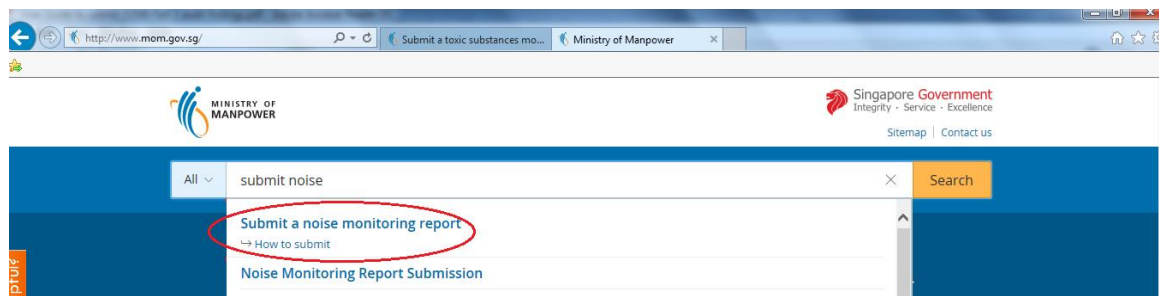 http://www.mom.gov.sg/
Submit a toxic substances mo...
Ministry of Manpower
MINISTRY OF
MANPOWER
Singapore Government
Integrity · Service · Excellence
Sitemap | Contact us
All
submit noise
Search
Submit a noise monitoring report
↳ How to submit
Noise Monitoring Report Submission